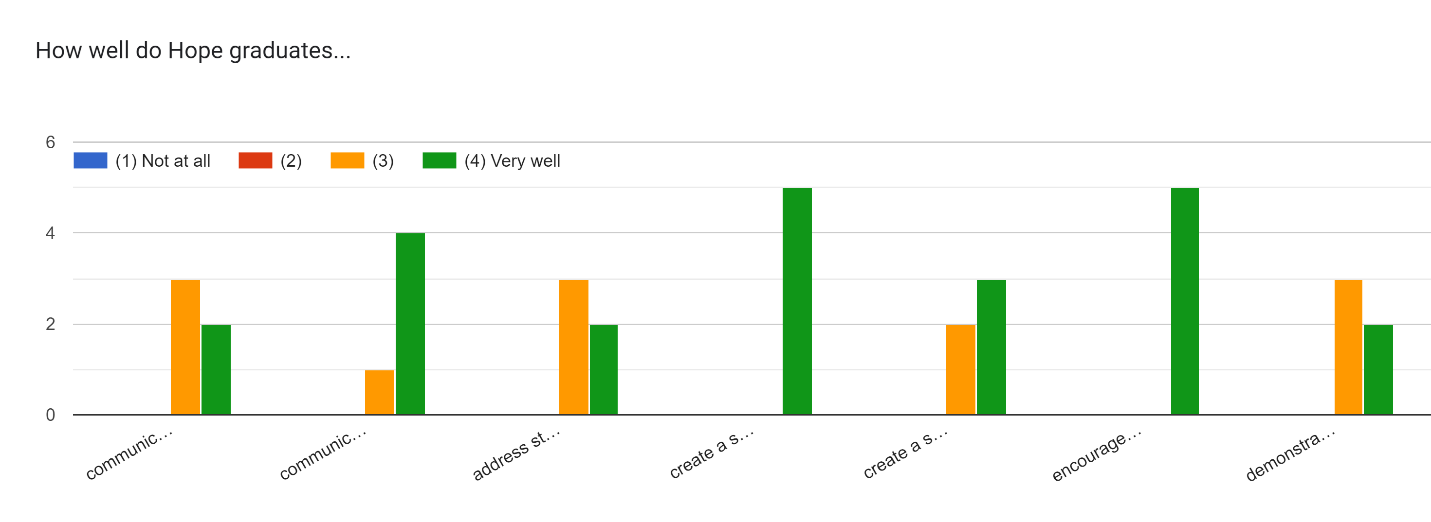 How well do Hope graduates...
6
(1) Not at all (2) (3) (4) Very well
4
2
0
communic… communic… address st… create a s… create a s… encourage… demonstra…